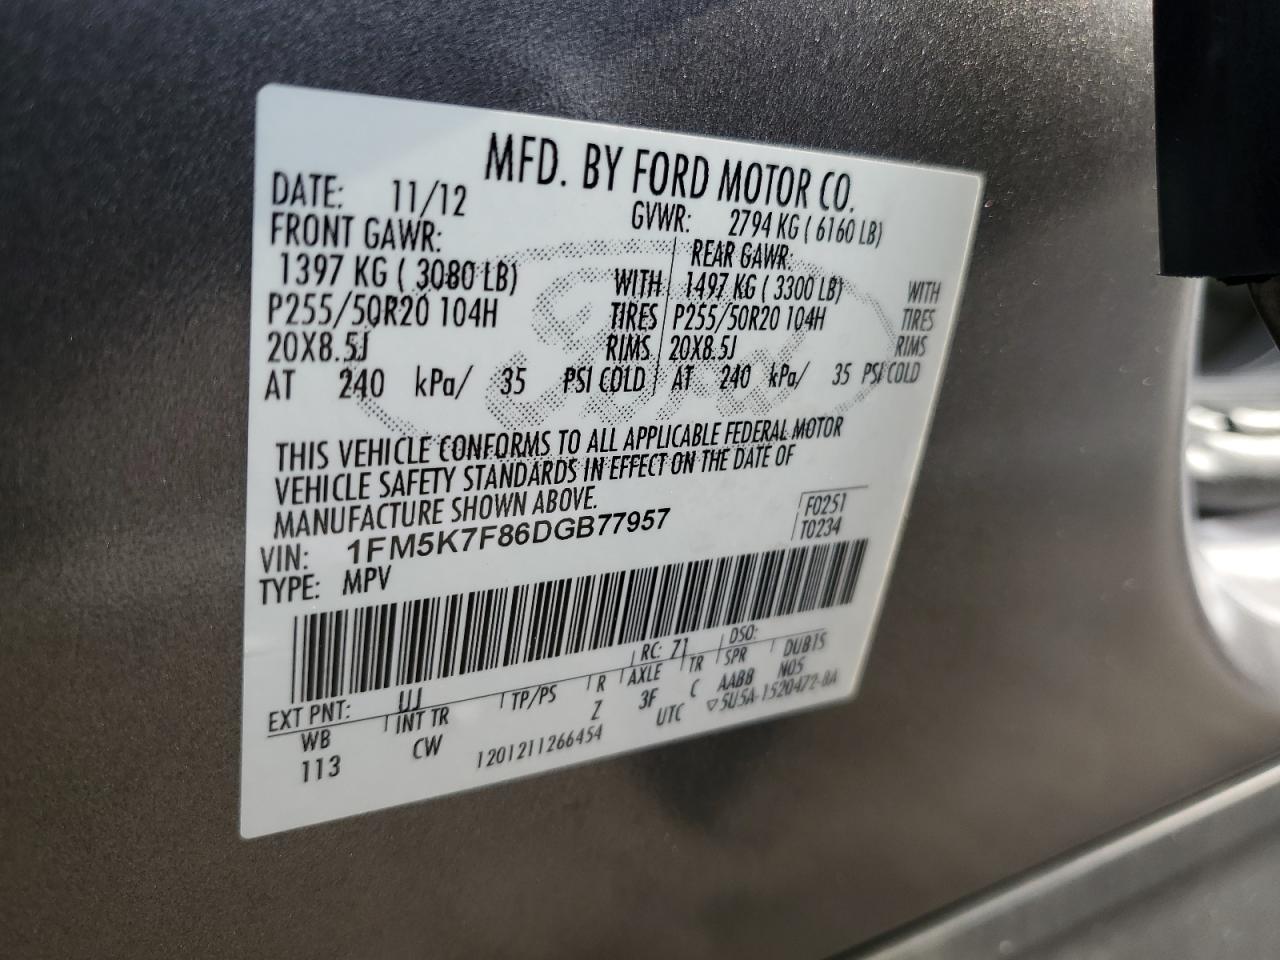 MFD. BY FORD MOTOR CO.
DATE: 11/12 GVWR: 2794 KG ( 6160 LB)
FRONT GAWR: REAR GAWR:
1397 KG ( 3080 LB) WITH 1497 KG ( 3300 LB) WITH
P255/50R20 104H TIRES P255/50R20 104H TIRES
20X8.5J RIMS 20X8.5J RIMS
AT 240 kPa/ 35 PSI COLD AT 240 kPa/ 35 PSI COLD
THIS VEHICLE CONFORMS TO ALL APPLICABLE FEDERAL MOTOR
VEHICLE SAFETY STANDARDS IN EFFECT ON THE DATE OF
MANUFACTURE SHOWN ABOVE.
F0251
VIN: 1FM5K7F86DGB77957
T0234
TYPE: MPV
EXT PNT: UJ RC: Z1 DSO:
WB INT TR TP/PS R AXLE TR SPR DUB15
113 CW Z 3F C AABB N05
1201211266454 UTC ▽5U5A-1520472-BA